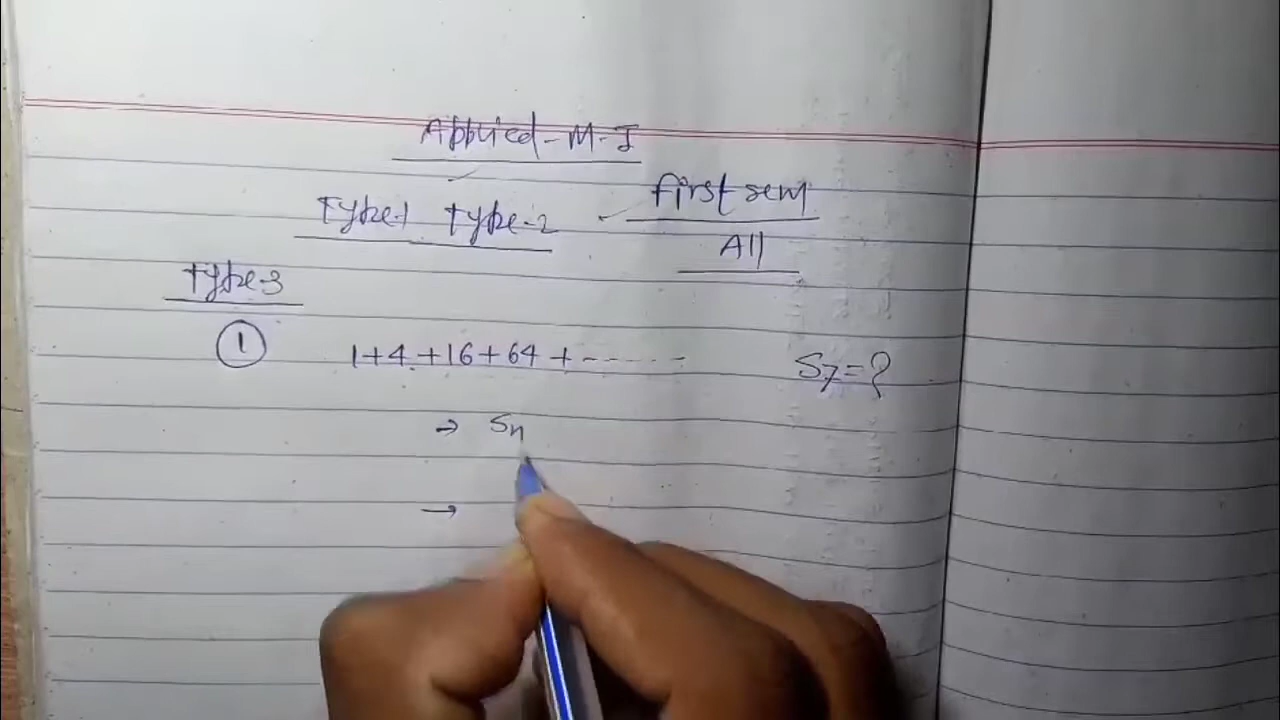 Applied-M-I
Type-1 Type-2 First sem
All
Type-3
① 1+4+16+64+------ S7=?
→ Sn
→